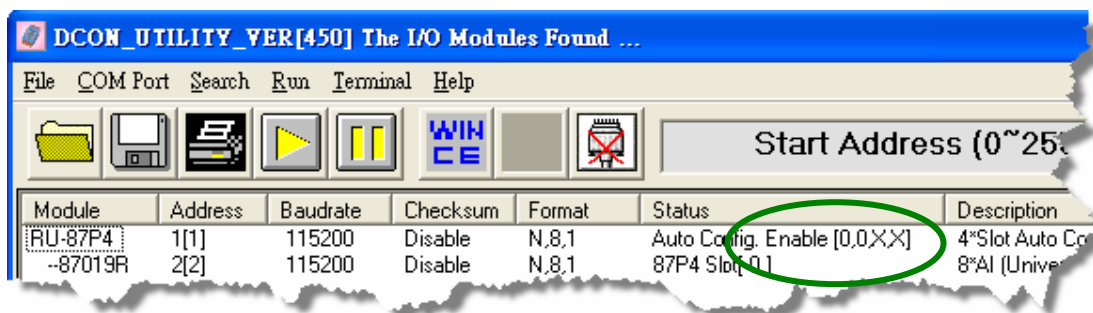 DCON_UTILITY_VER[450] The I/O Modules Found ...
File COM Port Search Run Terminal Help
WIN CE
Start Address (0~25
Module Address Baudrate Checksum Format Status Description
RU-87P4 1[1] 115200 Disable N,8,1 Auto Config. Enable [0,0,X,X] 4*Slot Auto Co
--87019R 2[2] 115200 Disable N,8,1 87P4 Slot[ 0 ] 8*AI (Univer